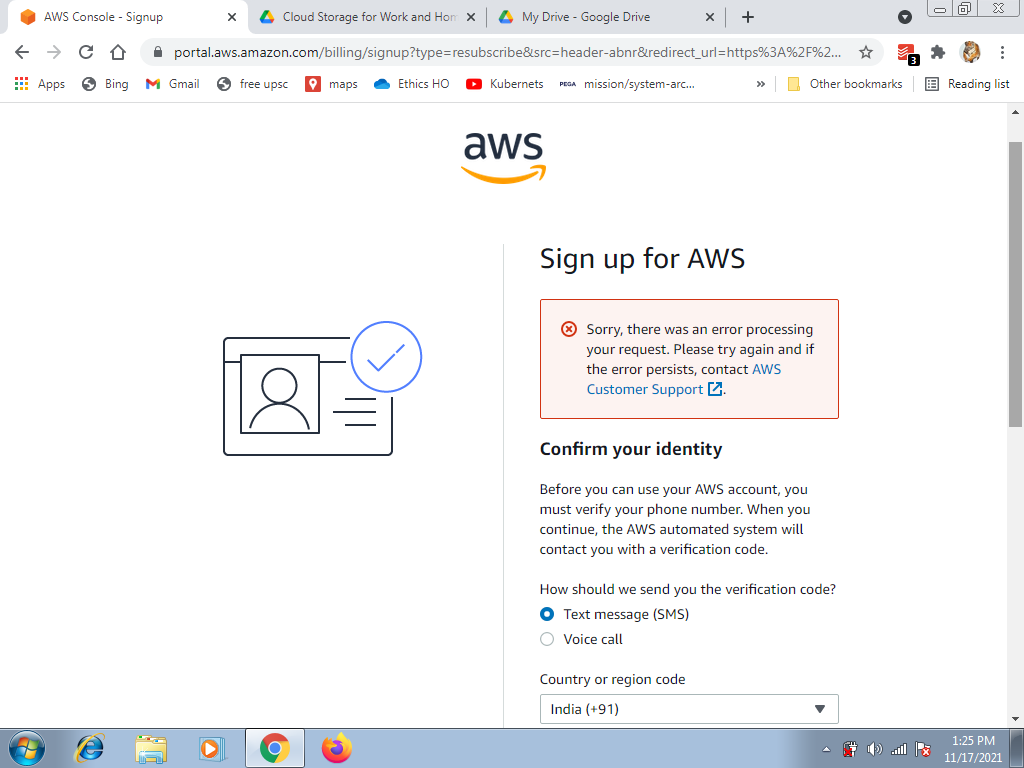 AWS Console - Signup
Cloud Storage for Work and Hom
My Drive - Google Drive
portal.aws.amazon.com/billing/signup?type=resubscribe&src=header-abnr&redirect_url=https%3A%2F%2...
3
Apps
Bing
Gmail
free upsc
maps
Ethics HO
Kubernets
PEGA
mission/system-arc...
»
Other bookmarks
Reading list
aws
Sign up for AWS
Sorry, there was an error processing
your request. Please try again and if
the error persists, contact AWS
Customer Support .
Confirm your identity
Before you can use your AWS account, you
must verify your phone number. When you
continue, the AWS automated system will
contact you with a verification code.
How should we send you the verification code?
Text message (SMS)
Voice call
Country or region code
India (+91)
1:25 PM
11/17/2021